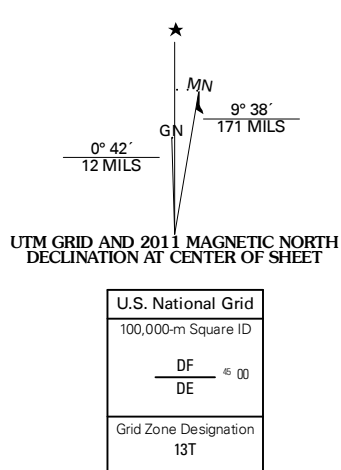 ★
MN
GN
9° 38´
171 MILS
0° 42´
12 MILS
UTM GRID AND 2011 MAGNETIC NORTH
DECLINATION AT CENTER OF SHEET
U.S. National Grid
100,000-m Square ID
DF
45 00
DE
Grid Zone Designation
13T